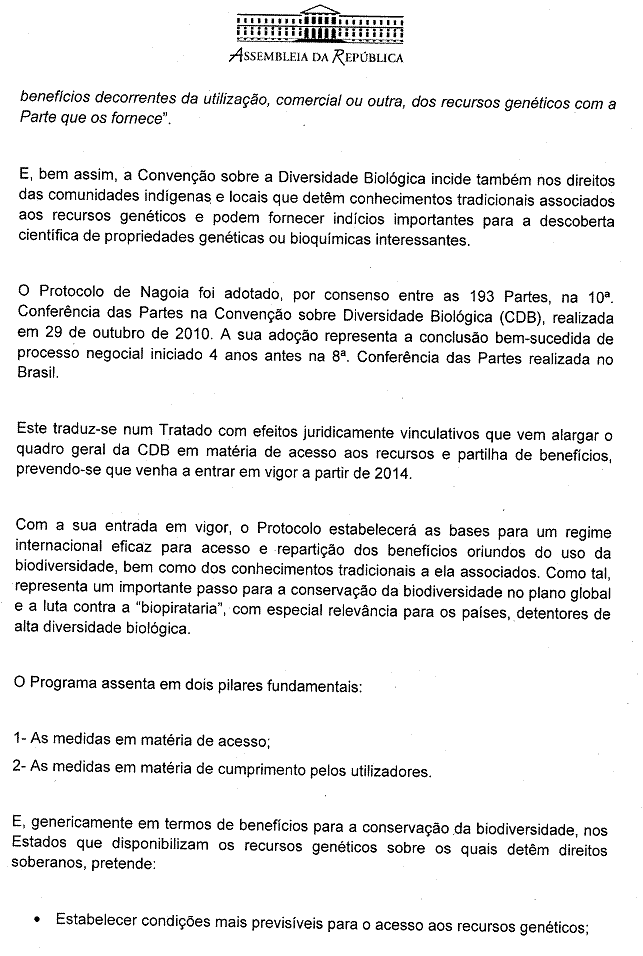 ASSEMBLEIA DA REPÚBLICA
benefícios decorrentes da utilização, comercial ou outra, dos recursos genéticos com a
Parte que os fornece".
E, bem assim, a Convenção sobre a Diversidade Biológica incide também nos direitos
das comunidades indígenas e locais que detêm conhecimentos tradicionais associados
aos recursos genéticos e podem fornecer indícios importantes para a descoberta
científica de propriedades genéticas ou bioquímicas interessantes.
O Protocolo de Nagoia foi adotado, por consenso entre as 193 Partes, na 10ª.
Conferência das Partes na Convenção sobre Diversidade Biológica (CDB), realizada
em 29 de outubro de 2010. A sua adoção representa a conclusão bem-sucedida de
processo negocial iniciado 4 anos antes na 8ª. Conferência das Partes realizada no
Brasil.
Este traduz-se num Tratado com efeitos juridicamente vinculativos que vem alargar o
quadro geral da CDB em matéria de acesso aos recursos e partilha de benefícios,
prevendo-se que venha a entrar em vigor a partir de 2014.
Com a sua entrada em vigor, o Protocolo estabelecerá as bases para um regime
internacional eficaz para acesso e repartição dos benefícios oriundos do uso da
biodiversidade, bem como dos conhecimentos tradicionais a ela associados. Como tal,
representa um importante passo para a conservação da biodiversidade no plano global
e a luta contra a "biopirataria", com especial relevância para os países, detentores de
alta diversidade biológica.
O Programa assenta em dois pilares fundamentais:
1- As medidas em matéria de acesso;
2- As medidas em matéria de cumprimento pelos utilizadores.
E, genericamente em termos de benefícios para a conservação da biodiversidade, nos
Estados que disponibilizam os recursos genéticos sobre os quais detêm direitos
soberanos, pretende:
• Estabelecer condições mais previsíveis para o acesso aos recursos genéticos;